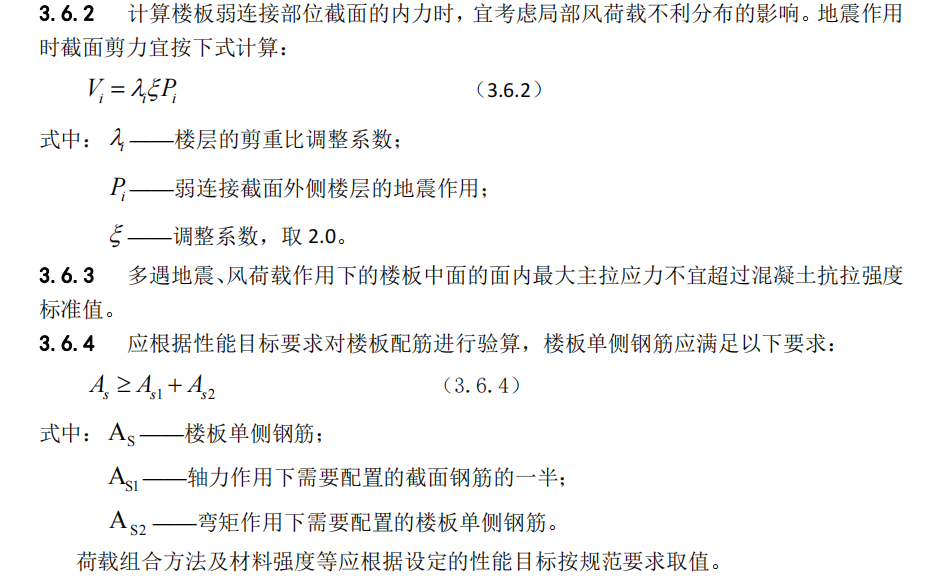 3.6.2 计算楼板弱连接部位截面的内力时，宜考虑局部风荷载不利分布的影响。地震作用
时截面剪力宜按下式计算：
Vᵢ = λᵢξPᵢ （3.6.2）
式中： λᵢ ——楼层的剪重比调整系数；
Pᵢ ——弱连接截面外侧楼层的地震作用；
ξ ——调整系数，取 2.0。
3.6.3 多遇地震、风荷载作用下的楼板中面的面内最大主拉应力不宜超过混凝土抗拉强度
标准值。
3.6.4 应根据性能目标要求对楼板配筋进行验算，楼板单侧钢筋应满足以下要求：
Aₛ ≥ Aₛ₁ + Aₛ₂ （3.6.4）
式中： AS ——楼板单侧钢筋；
AS1 ——轴力作用下需要配置的截面钢筋的一半；
AS2 ——弯矩作用下需要配置的楼板单侧钢筋。
荷载组合方法及材料强度等应根据设定的性能目标按规范要求取值。